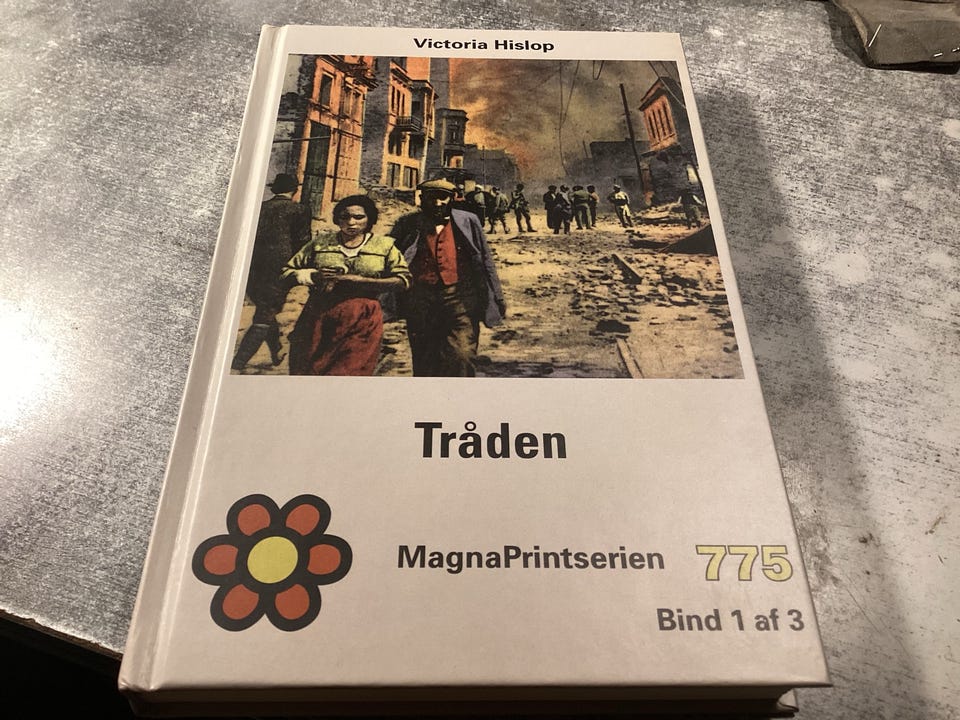 Victoria Hislop
Tråden
MagnaPrintserien 775
Bind 1 af 3